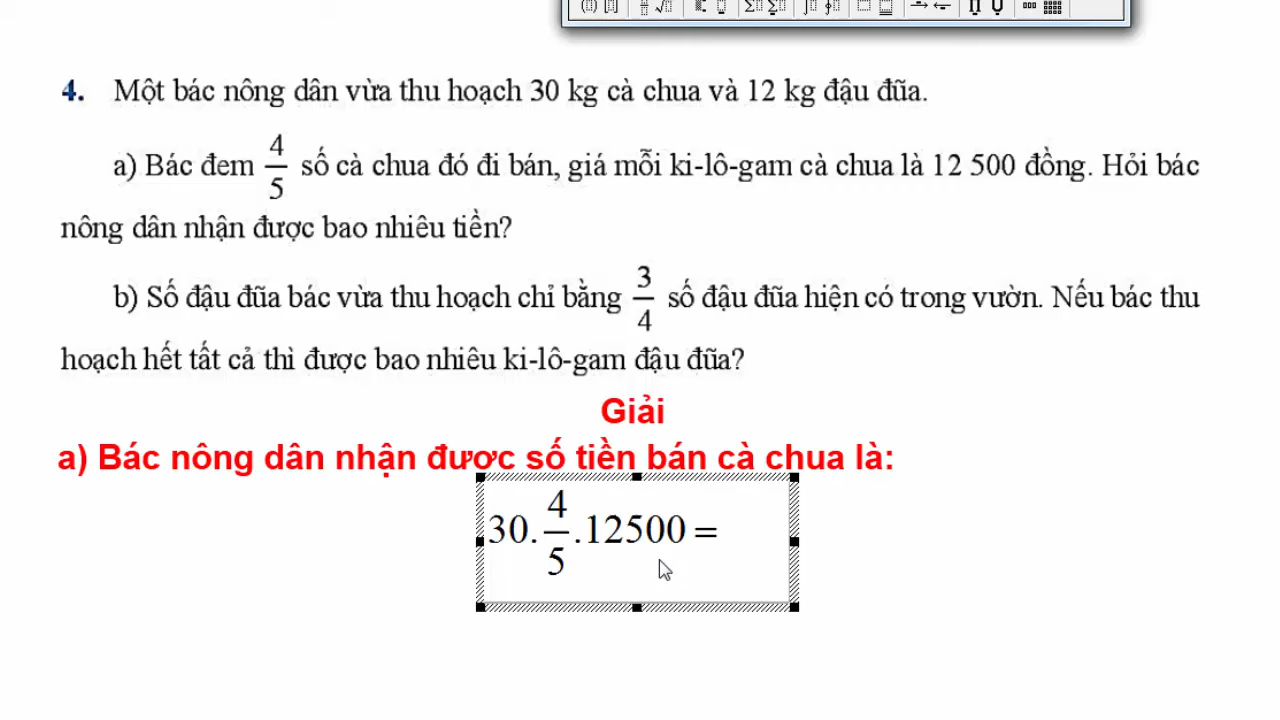 4. Một bác nông dân vừa thu hoạch 30 kg cà chua và 12 kg đậu đũa.
a) Bác đem 4/5 số cà chua đó đi bán, giá mỗi ki-lô-gam cà chua là 12 500 đồng. Hỏi bác
nông dân nhận được bao nhiêu tiền?
b) Số đậu đũa bác vừa thu hoạch chỉ bằng 3/4 số đậu đũa hiện có trong vườn. Nếu bác thu
hoạch hết tất cả thì được bao nhiêu ki-lô-gam đậu đũa?
Giải
a) Bác nông dân nhận được số tiền bán cà chua là:
30. 4/5 .12500 =